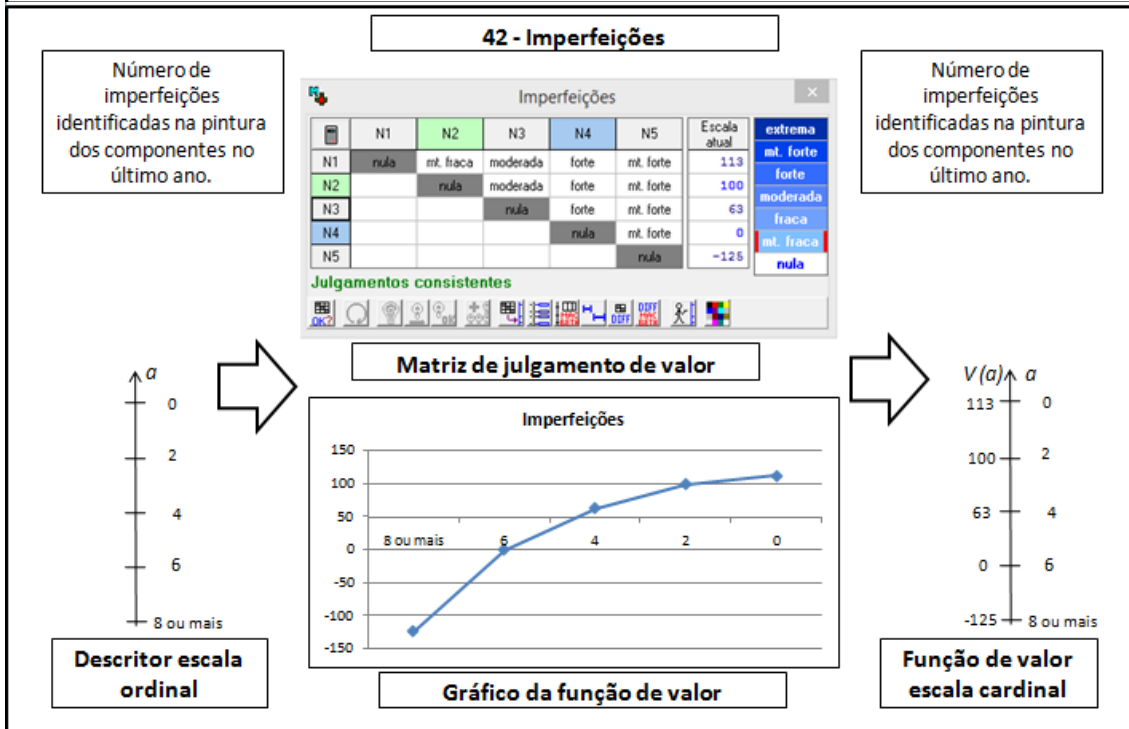 42 - Imperfeições
Número de
imperfeições
identificadas na pintura
dos componentes no
último ano.
Imperfeições
N1 N2 N3 N4 N5 Escala atual
N1 nula mt. fraca moderada forte mt. forte 113
N2 nula moderada forte mt. forte 100
N3 nula forte mt. forte 63
N4 nula mt. forte 0
N5 nula -125
extrema
mt. forte
forte
moderada
fraca
mt. fraca
nula
Julgamentos consistentes
OK? ok DIFF DIFF
Número de
imperfeições
identificadas na pintura
dos componentes no
último ano.
Matriz de julgamento de valor
a
0
2
4
6
8 ou mais
Descritor escala
ordinal
Imperfeições
150
100
50
0
-50
-100
-150
8 ou mais 6 4 2 0
Gráfico da função de valor
V(a) a
113 0
100 2
63 4
0 6
-125 8 ou mais
Função de valor
escala cardinal